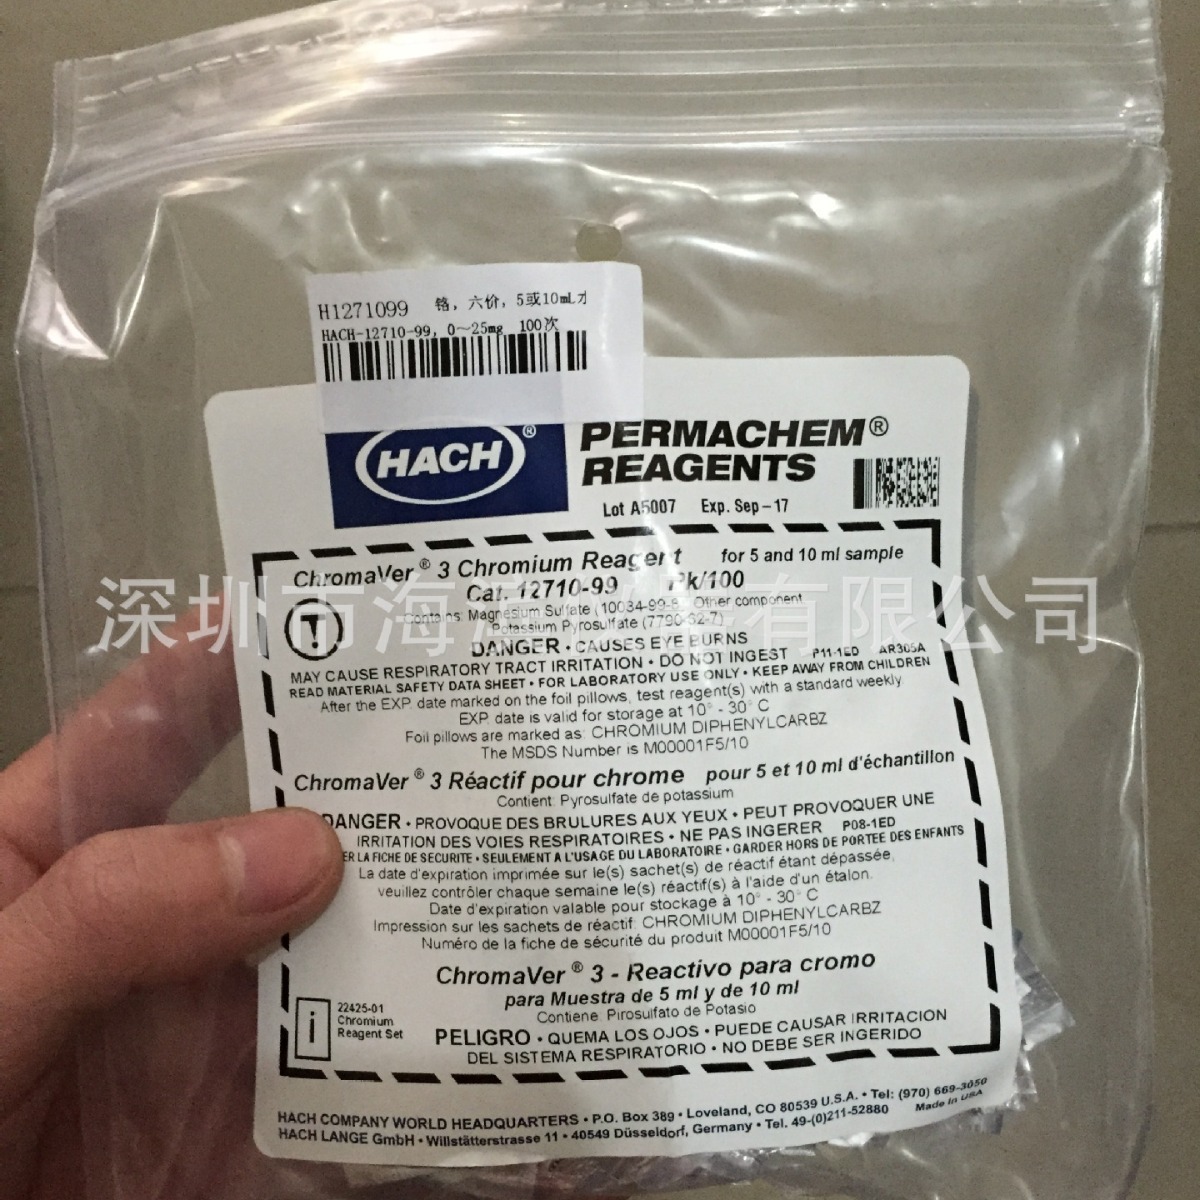 H1271099 铬，六价，5或10mL
HACH-12710-99，0～25mg 100次
HACH®
PERMACHEM®
REAGENTS
Lot A5007 Exp. Sep-17
ChromaVer® 3 Chromium Reagent for 5 and 10 ml sample
Cat. 12710-99 Pk/100
Contains: Magnesium Sulfate (10034-99-8) Other component
Potassium Pyrosulfate (7790-62-7)
DANGER • CAUSES EYE BURNS
MAY CAUSE RESPIRATORY TRACT IRRITATION • DO NOT INGEST P11-1ED AR305A
READ MATERIAL SAFETY DATA SHEET • FOR LABORATORY USE ONLY • KEEP AWAY FROM CHILDREN
After the EXP. date marked on the foil pillows, test reagent(s) with a standard weekly
EXP. date is valid for storage at 10° - 30° C
Foil pillows are marked as: CHROMIUM DIPHENYLCARBZ
The MSDS Number is M00001F5/10
ChromaVer® 3 Réactif pour chrome pour 5 et 10 ml d'échantillon
Contient: Pyrosulfate de potassium
DANGER • PROVOQUE DES BRULURES AUX YEUX • PEUT PROVOQUER UNE
IRRITATION DES VOIES RESPIRATOIRES • NE PAS INGERER P08-1ED
ER LA FICHE DE SECURITE • SEULEMENT A L'USAGE DU LABORATOIRE • GARDER HORS DE PORTEE DES ENFANTS
La date d'expiration imprimée sur le(s) sachet(s) de réactif étant dépassée,
veuillez contrôler chaque semaine le(s) réactif(s) à l'aide d'un étalon.
Date d'expiration valable pour stockage à 10° - 30° C
Impression sur les sachets de réactif: CHROMIUM DIPHENYLCARBZ
Numéro de la fiche de sécurité du produit M00001F5/10
ChromaVer® 3 - Reactivo para cromo
para Muestra de 5 ml y de 10 ml
Contiene: Pirosulfato de Potasio
PELIGRO • QUEMA LOS OJOS • PUEDE CAUSAR IRRITACION
DEL SISTEMA RESPIRATORIO • NO DEBE SER INGERIDO
i
22425-01
Chromium
Reagent Set
HACH COMPANY WORLD HEADQUARTERS • P.O. Box 389 • Loveland, CO 80539 U.S.A. • Tel: (970) 669-3050
HACH LANGE GmbH • Willstätterstrasse 11 • 40549 Düsseldorf, Germany • Tel. 49-(0)211-52880 Made in USA
深圳市海 有限公司